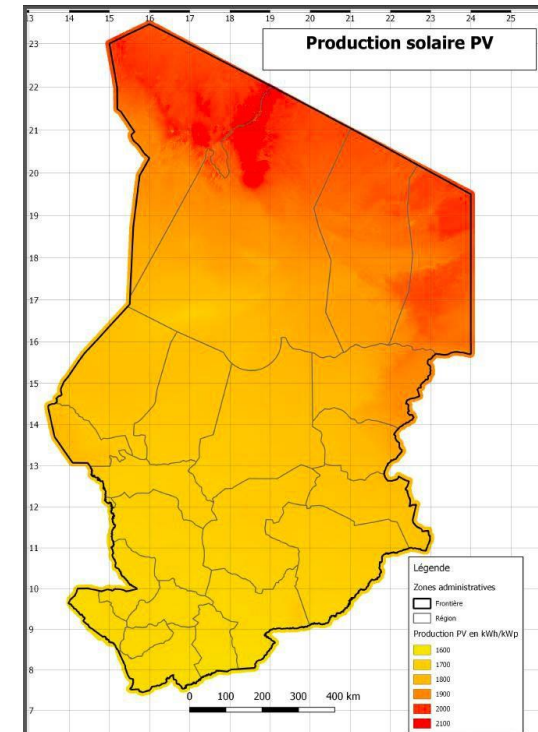 13 14 15 16 17 18 19 20 21 22 23 24 25
Production solaire PV
23
22
21
20
19
18
17
16
15
14
13
12
11
10
9
8
7
0 100 200 300 400 km
Légende
Zones administratives
Frontière
Région
Production PV en kWh/kWp
1600
1700
1800
1900
2000
2100